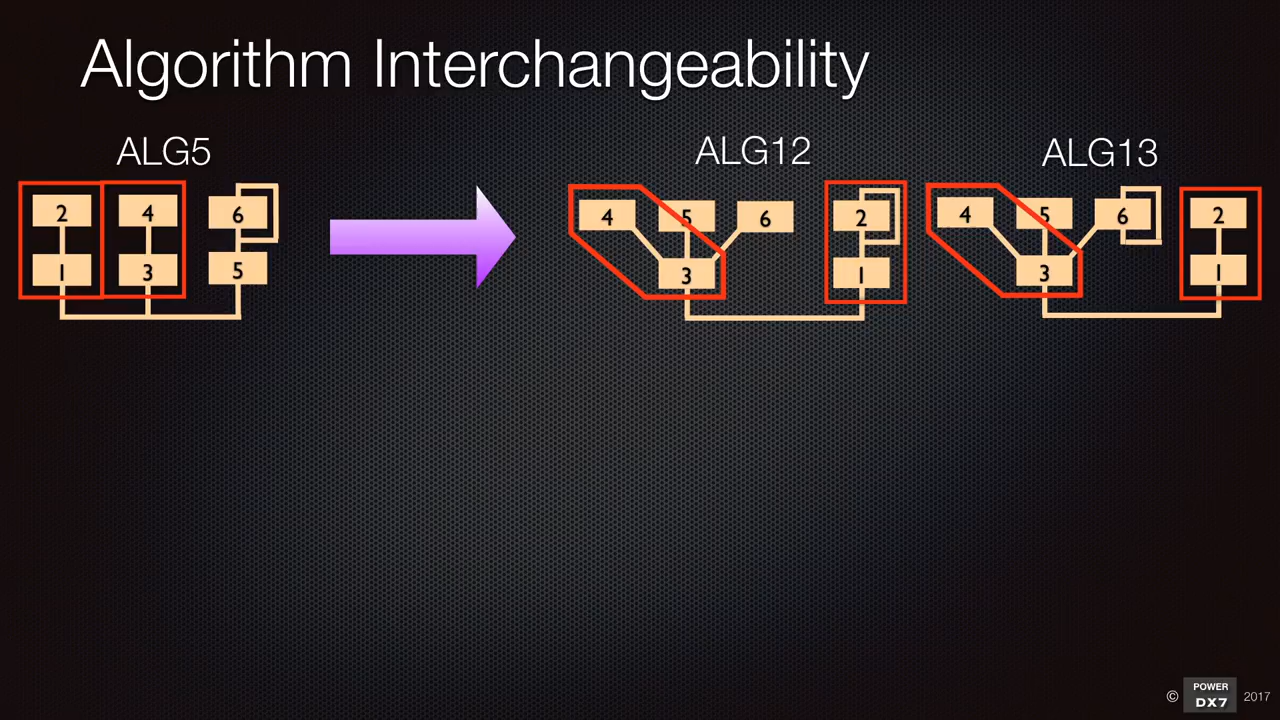 Algorithm Interchangeability
ALG5
ALG12
ALG13
2 4 6
1 3 5
4 5 6 2
3 1
4 5 6 2
3 1
© POWER DX7 2017